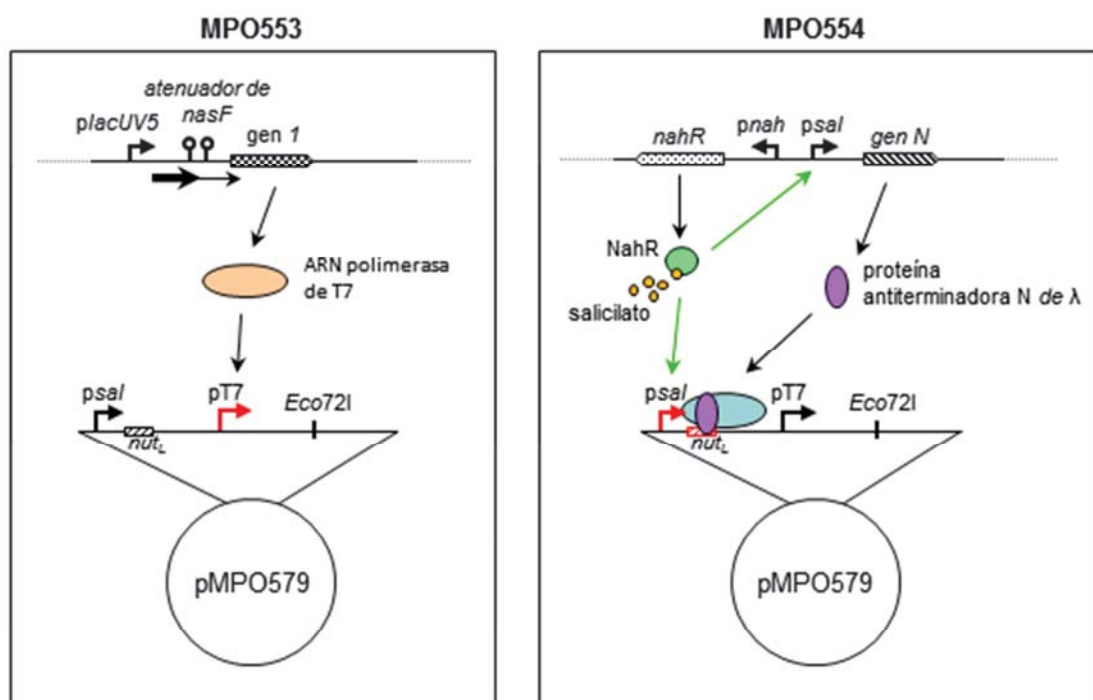 MPO553
atenuador de
nasF
placUV5
gen 1
ARN polimerasa
de T7
psal
pT7
Eco72I
nutL
pMPO579
MPO554
nahR
pnah
psal
gen N
NahR
salicilato
proteína
antiterminadora N de λ
psal
pT7
Eco72I
nutL
pMPO579